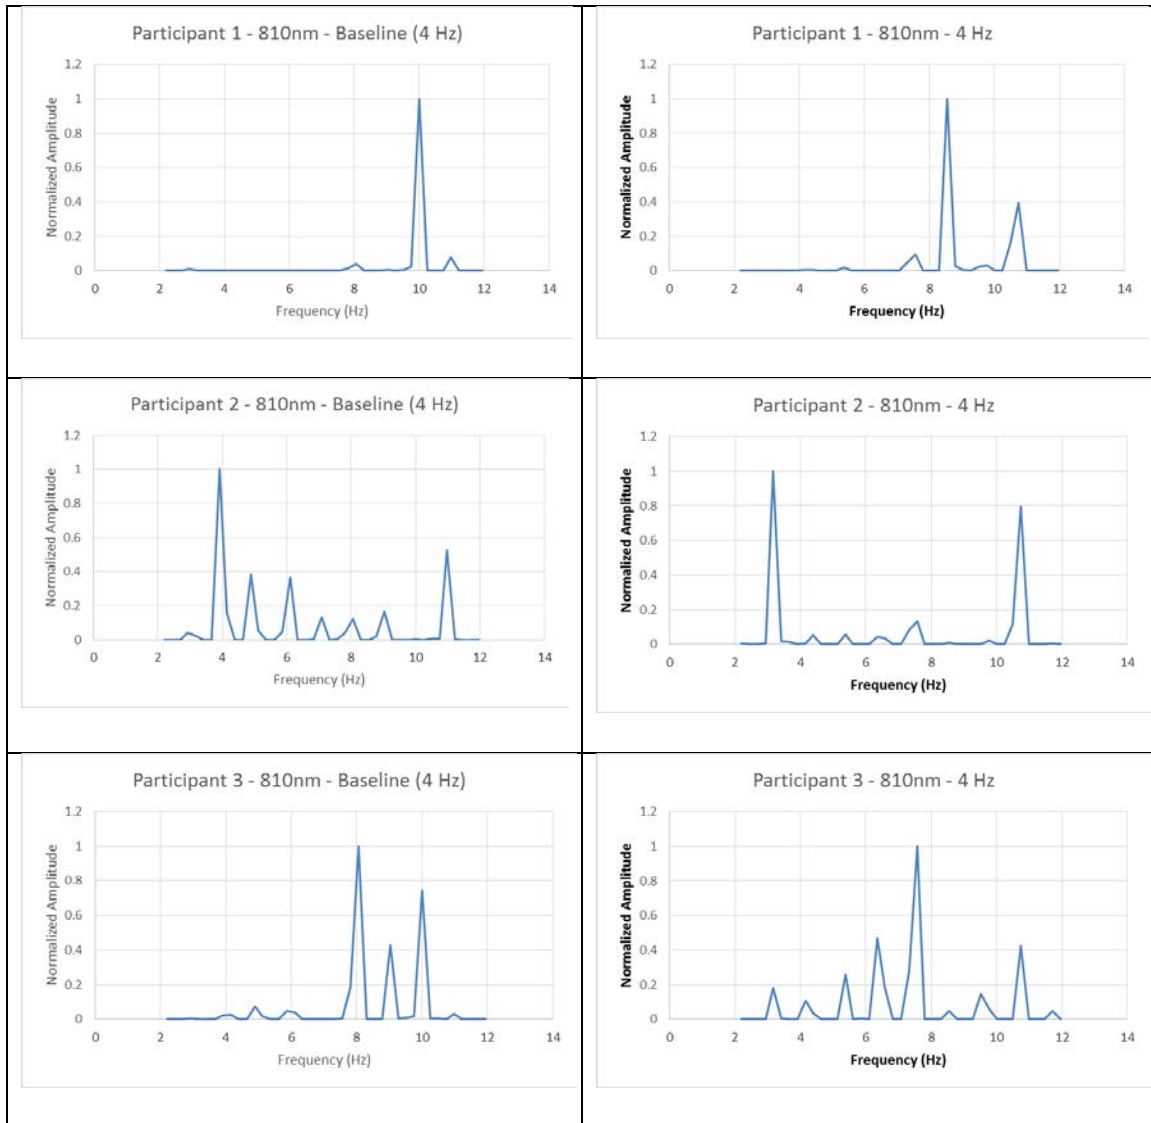 Participant 1 - 810nm - Baseline (4 Hz)
Normalized Amplitude
1.2
1
0.8
0.6
0.4
0.2
0
0 2 4 6 8 10 12 14
Frequency (Hz)
Participant 1 - 810nm - 4 Hz
Normalized Amplitude
1.2
1
0.8
0.6
0.4
0.2
0
0 2 4 6 8 10 12 14
Frequency (Hz)
Participant 2 - 810nm - Baseline (4 Hz)
Normalized Amplitude
1.2
1
0.8
0.6
0.4
0.2
0
0 2 4 6 8 10 12 14
Frequency (Hz)
Participant 2 - 810nm - 4 Hz
Normalized Amplitude
1.2
1
0.8
0.6
0.4
0.2
0
0 2 4 6 8 10 12 14
Frequency (Hz)
Participant 3 - 810nm - Baseline (4 Hz)
Normalized Amplitude
1.2
1
0.8
0.6
0.4
0.2
0
0 2 4 6 8 10 12 14
Frequency (Hz)
Participant 3 - 810nm - 4 Hz
Normalized Amplitude
1.2
1
0.8
0.6
0.4
0.2
0
0 2 4 6 8 10 12 14
Frequency (Hz)